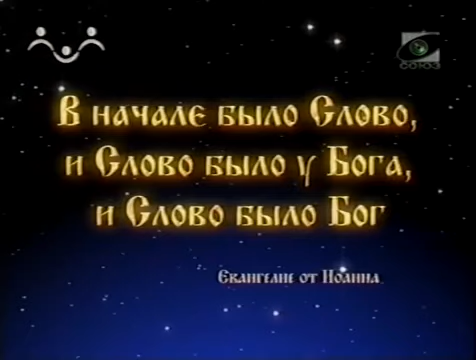 СОЮЗ
В начале было Слово,
и Слово было у Бога,
и Слово было Бог
Евангелие от Иоанна